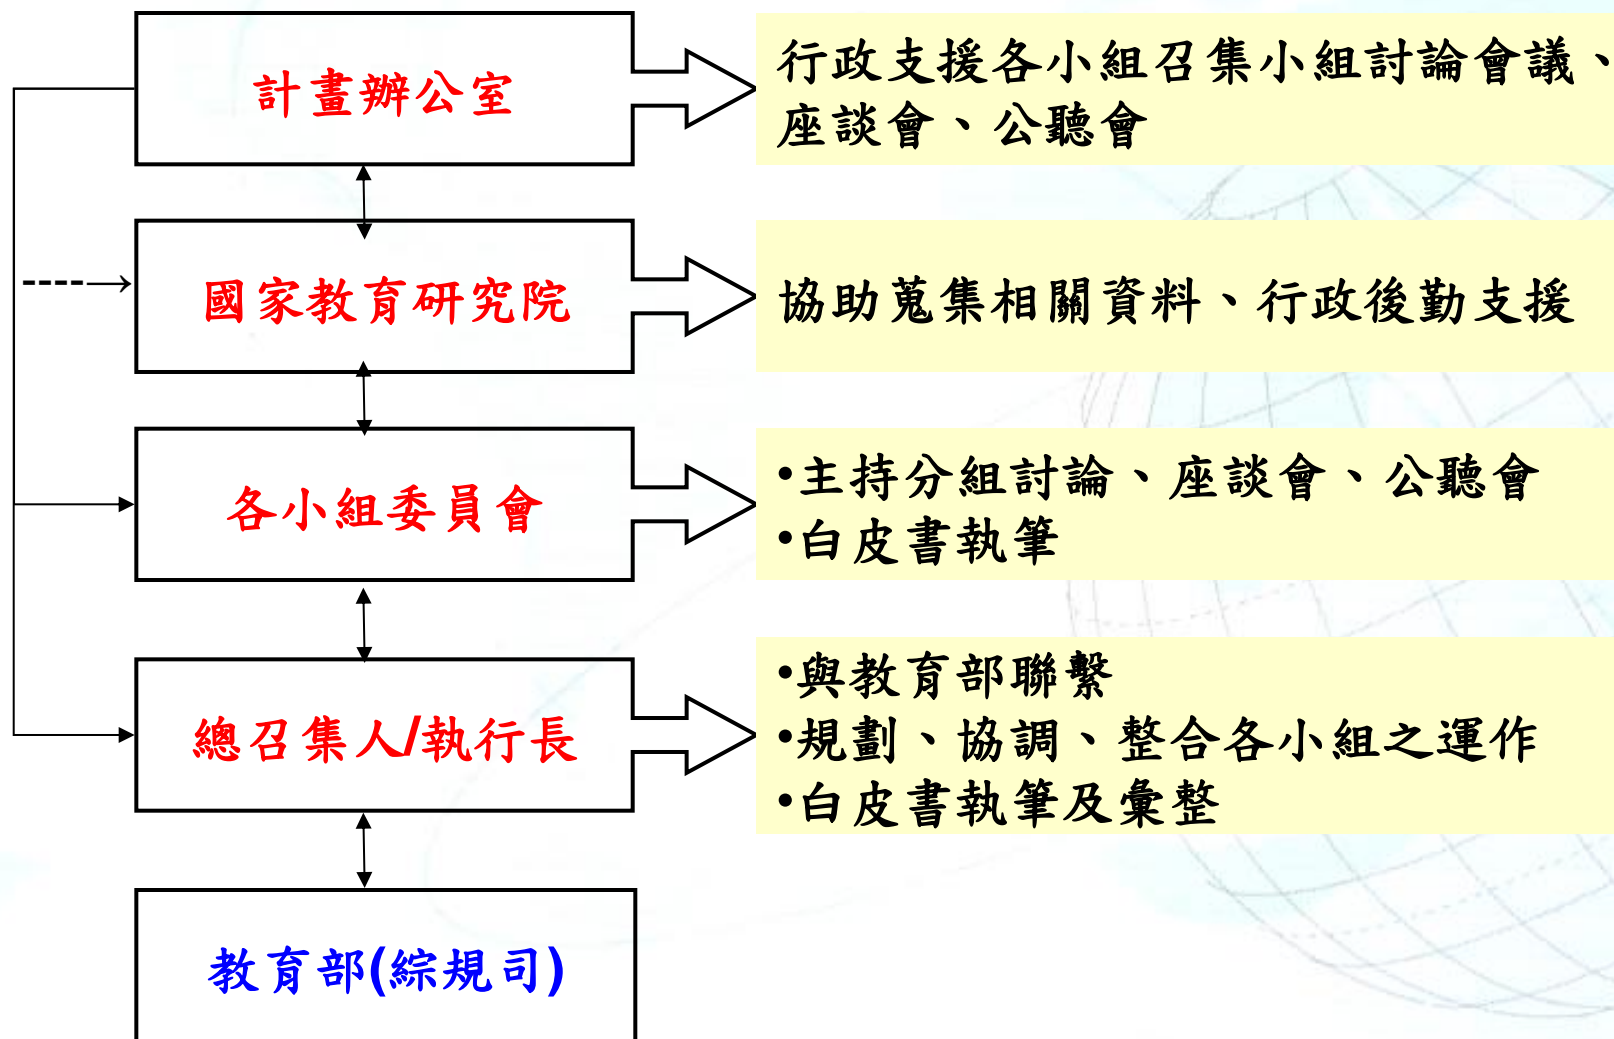 計畫辦公室
行政支援各小組召集小組討論會議、
座談會、公聽會
國家教育研究院
協助蒐集相關資料、行政後勤支援
各小組委員會
•主持分組討論、座談會、公聽會
•白皮書執筆
總召集人/執行長
•與教育部聯繫
•規劃、協調、整合各小組之運作
•白皮書執筆及彙整
教育部(綜規司)